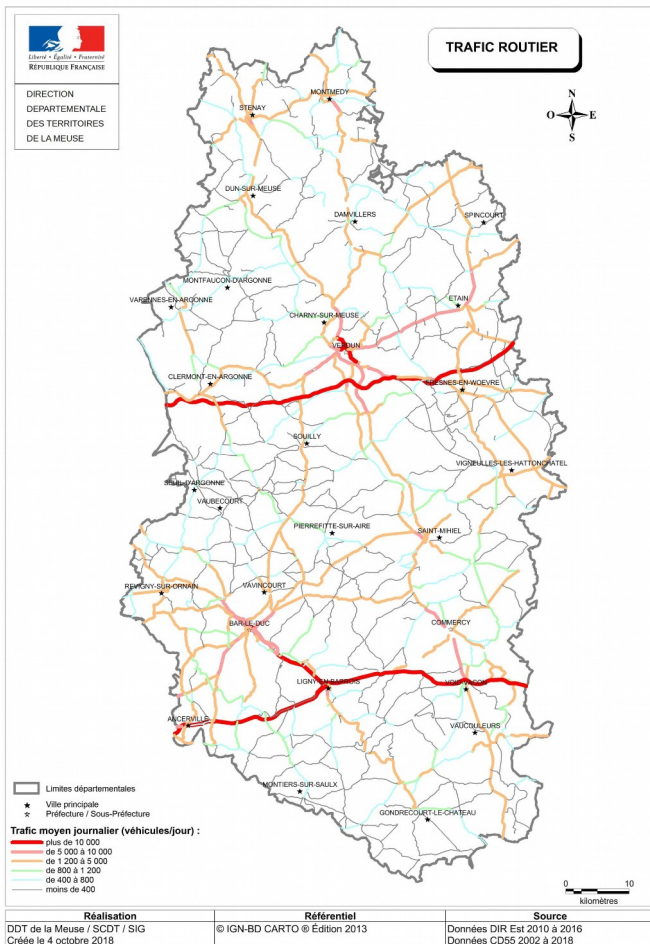 Liberté • Égalité • Fraternité
RÉPUBLIQUE FRANÇAISE
DIRECTION
DEPARTEMENTALE
DES TERRITOIRES
DE LA MEUSE
TRAFIC ROUTIER
N
O E
S
MONTMEDY
STENAY
DUN-SUR-MEUSE
DAMVILLERS
SPINCOURT
MONTFAUCON-D'ARGONNE
VARENNES-EN-ARGONNE
ETAIN
CHARNY-SUR-MEUSE
VERDUN
CLERMONT-EN-ARGONNE
FRESNES-EN-WOEVRE
SOUILLY
VIGNEULLES-LES-HATTONCHATEL
SEUIL-D'ARGONNE
VAUBECOURT
PIERREFITTE-SUR-AIRE
SAINT-MIHIEL
REVIGNY-SUR-ORNAIN
VAVINCOURT
BAR-LE-DUC
COMMERCY
LIGNY-EN-BARROIS
VOID-VACON
ANCERVILLE
VAUCOULEURS
MONTIERS-SUR-SAULX
GONDRECOURT-LE-CHATEAU
Limites départementales
Ville principale
Préfecture / Sous-Préfecture
Trafic moyen journalier (véhicules/jour) :
plus de 10 000
de 5 000 à 10 000
de 1 200 à 5 000
de 800 à 1 200
de 400 à 800
moins de 400
0 10
kilomètres
Réalisation Référentiel Source
DDT de la Meuse / SCDT / SIG © IGN-BD CARTO ® Édition 2013 Données DIR Est 2010 à 2016
Créée le 4 octobre 2018 Données CD55 2002 à 2018